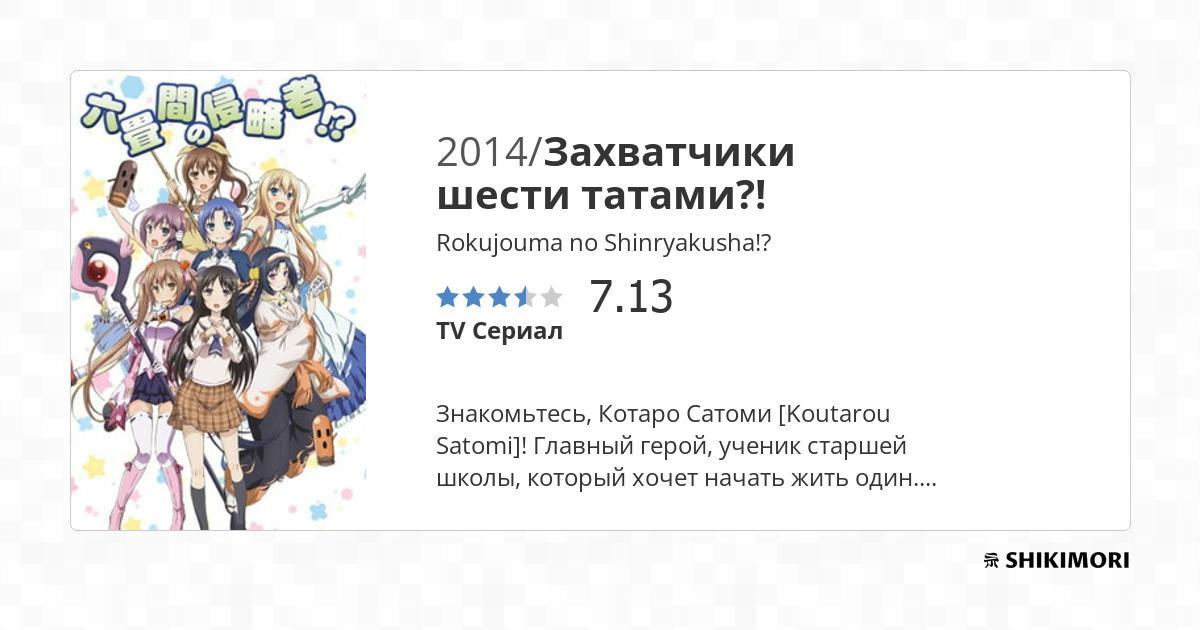 六畳間の侵略者!?
2014/Захватчики
шести татами?!
Rokujouma no Shinryakusha!?
7.13
TV Сериал
Знакомьтесь, Котаро Сатоми [Koutarou
Satomi]! Главный герой, ученик старшей
школы, который хочет начать жить один....
SHIKIMORI